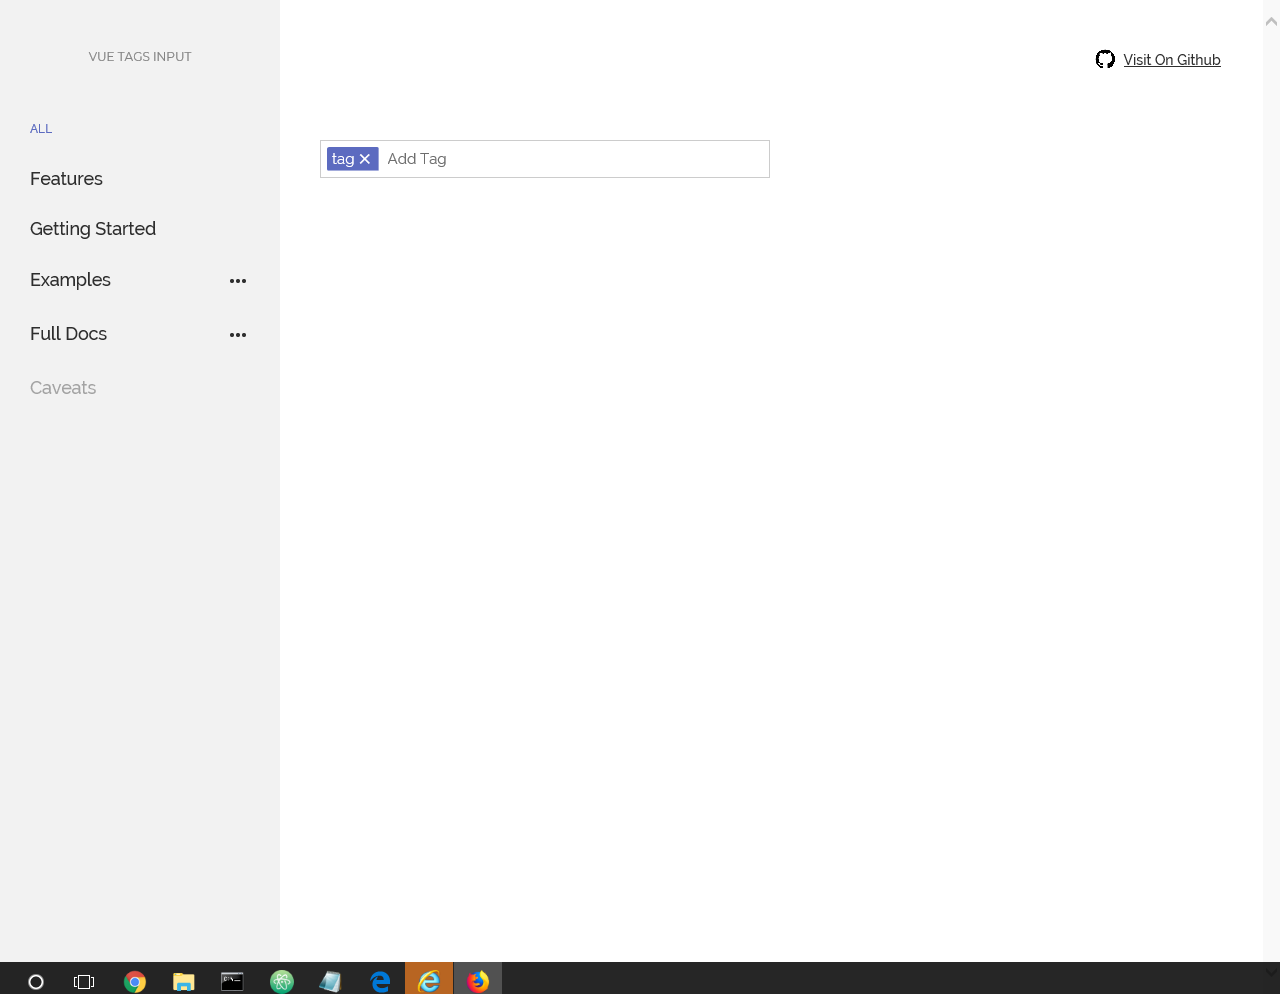 VUE TAGS INPUT
Visit On Github
ALL
tag Add Tag
Features
Getting Started
Examples
Full Docs
Caveats